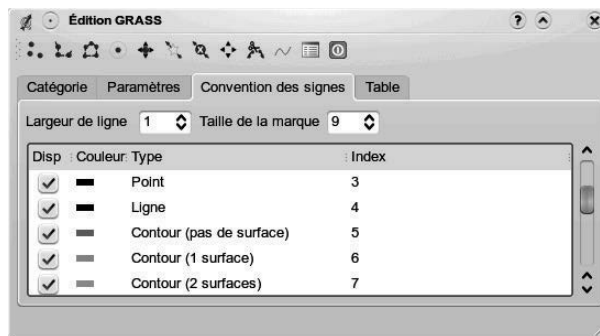 Édition GRASS
Catégorie Paramètres Convention des signes Table
Largeur de ligne 1 Taille de la marque 9
Disp Couleur Type Index
Point 3
Ligne 4
Contour (pas de surface) 5
Contour (1 surface) 6
Contour (2 surfaces) 7